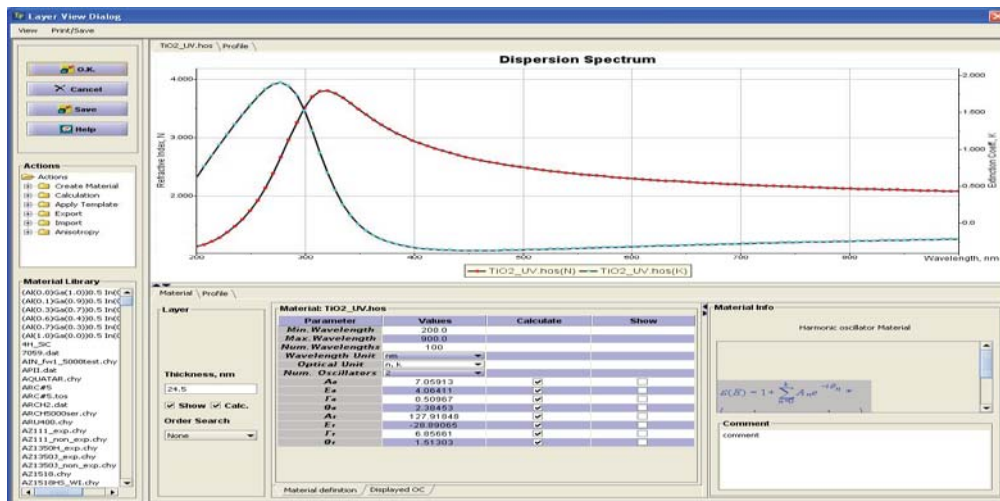 Layer View Dialog
View Print/Save
O.K.
Cancel
Save
Help
Actions
Actions
Create Material
Calculation
Apply Template
Export
Import
Anisotropy
Material Library
(Al(0.0)Ga(1.0))0.5 In(
(Al(0.1)Ga(0.9))0.5 In(
(Al(0.3)Ga(0.7))0.5 In(
(Al(0.6)Ga(0.4))0.5 In(
(Al(0.7)Ga(0.3))0.5 In(
(Al(1.0)Ga(0.0))0.5 In(
4H_SiC
7059.dat
AlN_fw1_5000test.chy
APII.dat
AQUATAR.chy
ARC#5
ARC#5.tos
ARCH2.dat
ARCH5000ser.chy
ARU400.chy
AZ111_exp.chy
AZ111_non_exp.chy
AZ1350H_exp.chy
AZ1350J_exp.chy
AZ1350J_non_exp.chy
AZ1518.chy
AZ1518HS_WI.chy
TiO2_UV.hos Profile
Dispersion Spectrum
Refractive Index, N
4.000
3.000
2.000
2.000
1.500
1.000
0.500
0.0
Extinction Coeff, K
200 300 400 500 600 700 800 900
Wavelength, nm
TiO2_UV.hos(N) TiO2_UV.hos(K)
Material Profile
Layer
Thickness, nm
24.5
Show Calc.
Order Search
None
Material: TiO2_UV.hos
Parameter Values Calculate Show
Min.Wavelength 200.0
Max.Wavelength 900.0
Num.Wavelengths 100
Wavelength Unit nm
Optical Unit n, k
Num. Oscillators 2
7.05913
4.06411
0.50967
2.38453
127.91848
-28.89065
6.85661
1.51303
Material definition Displayed OC
Material Info
Harmonic oscillator Material
Comment
comment